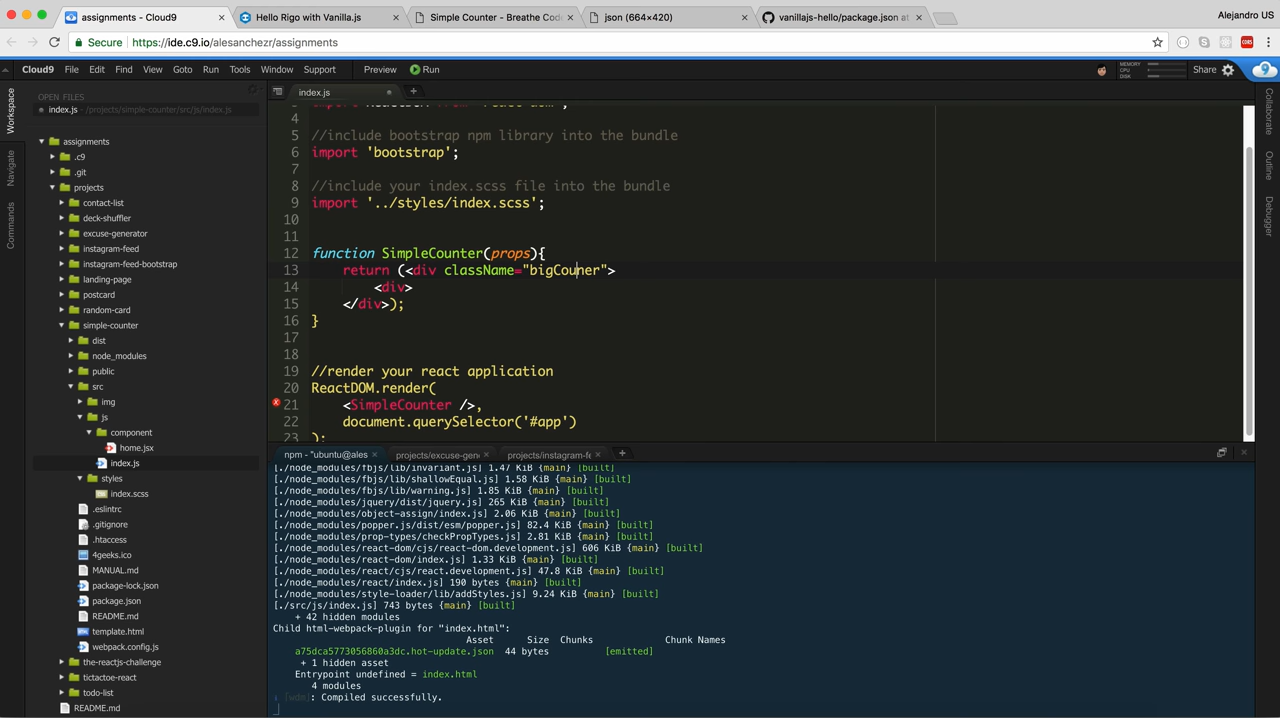 assignments - Cloud9
Hello Rigo with Vanilla.js
Simple Counter - Breathe Cod
json (664×420)
vanillajs-hello/package.json at
Alejandro US
Secure https://ide.c9.io/alesanchezr/assignments
Cloud9 File Edit Find View Goto Run Tools Window Support Preview Run
MEMORY
CPU
DISK
Share
Workspace
Navigate
Commands
OPEN FILES
index.js - /projects/simple-counter/src/js/index.js
assignments
.c9
.git
projects
contact-list
deck-shuffler
excuse-generator
instagram-feed
instagram-feed-bootstrap
landing-page
postcard
random-card
simple-counter
dist
node_modules
public
src
img
js
component
home.jsx
index.js
styles
index.scss
.eslintrc
.gitignore
.htaccess
4geeks.ico
MANUAL.md
package-lock.json
package.json
README.md
template.html
webpack.config.js
the-reactjs-challenge
tictactoe-react
todo-list
README.md
index.js
4
5 //include bootstrap npm library into the bundle
6 import 'bootstrap';
7
8 //include your index.scss file into the bundle
9 import '../styles/index.scss';
10
11
12 function SimpleCounter(props){
13 return (<div className="bigCouner">
14 <div>
15 </div>);
16 }
17
18
19 //render your react application
20 ReactDOM.render(
21 <SimpleCounter />,
22 document.querySelector('#app')
23 );
npm - "ubuntu@ales
projects/excuse-gene
projects/instagram-fe
[./node_modules/fbjs/lib/invariant.js] 1.47 KiB {main} [built]
[./node_modules/fbjs/lib/shallowEqual.js] 1.58 KiB {main} [built]
[./node_modules/fbjs/lib/warning.js] 1.85 KiB {main} [built]
[./node_modules/jquery/dist/jquery.js] 265 KiB {main} [built]
[./node_modules/object-assign/index.js] 2.06 KiB {main} [built]
[./node_modules/popper.js/dist/esm/popper.js] 82.4 KiB {main} [built]
[./node_modules/prop-types/checkPropTypes.js] 2.81 KiB {main} [built]
[./node_modules/react-dom/cjs/react-dom.development.js] 606 KiB {main} [built]
[./node_modules/react-dom/index.js] 1.33 KiB {main} [built]
[./node_modules/react/cjs/react.development.js] 47.8 KiB {main} [built]
[./node_modules/react/index.js] 190 bytes {main} [built]
[./node_modules/style-loader/lib/addStyles.js] 9.24 KiB {main} [built]
[./src/js/index.js] 743 bytes {main} [built]
+ 42 hidden modules
Child html-webpack-plugin for "index.html":
Asset Size Chunks Chunk Names
a75dca5773056860a3dc.hot-update.json 44 bytes [emitted]
+ 1 hidden asset
Entrypoint undefined = index.html
4 modules
i [wdm]: Compiled successfully.
Collaborate
Outline
Debugger